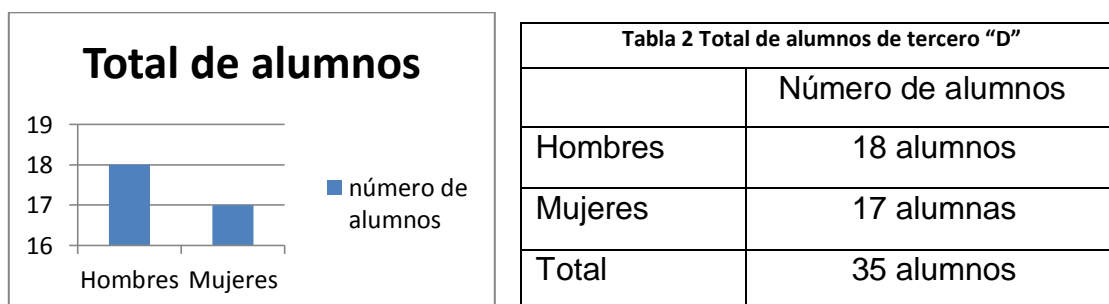 Total de alumnos
19
18
17
16
Hombres Mujeres
número de
alumnos
Tabla 2 Total de alumnos de tercero “D”
Número de alumnos
Hombres 18 alumnos
Mujeres 17 alumnas
Total 35 alumnos